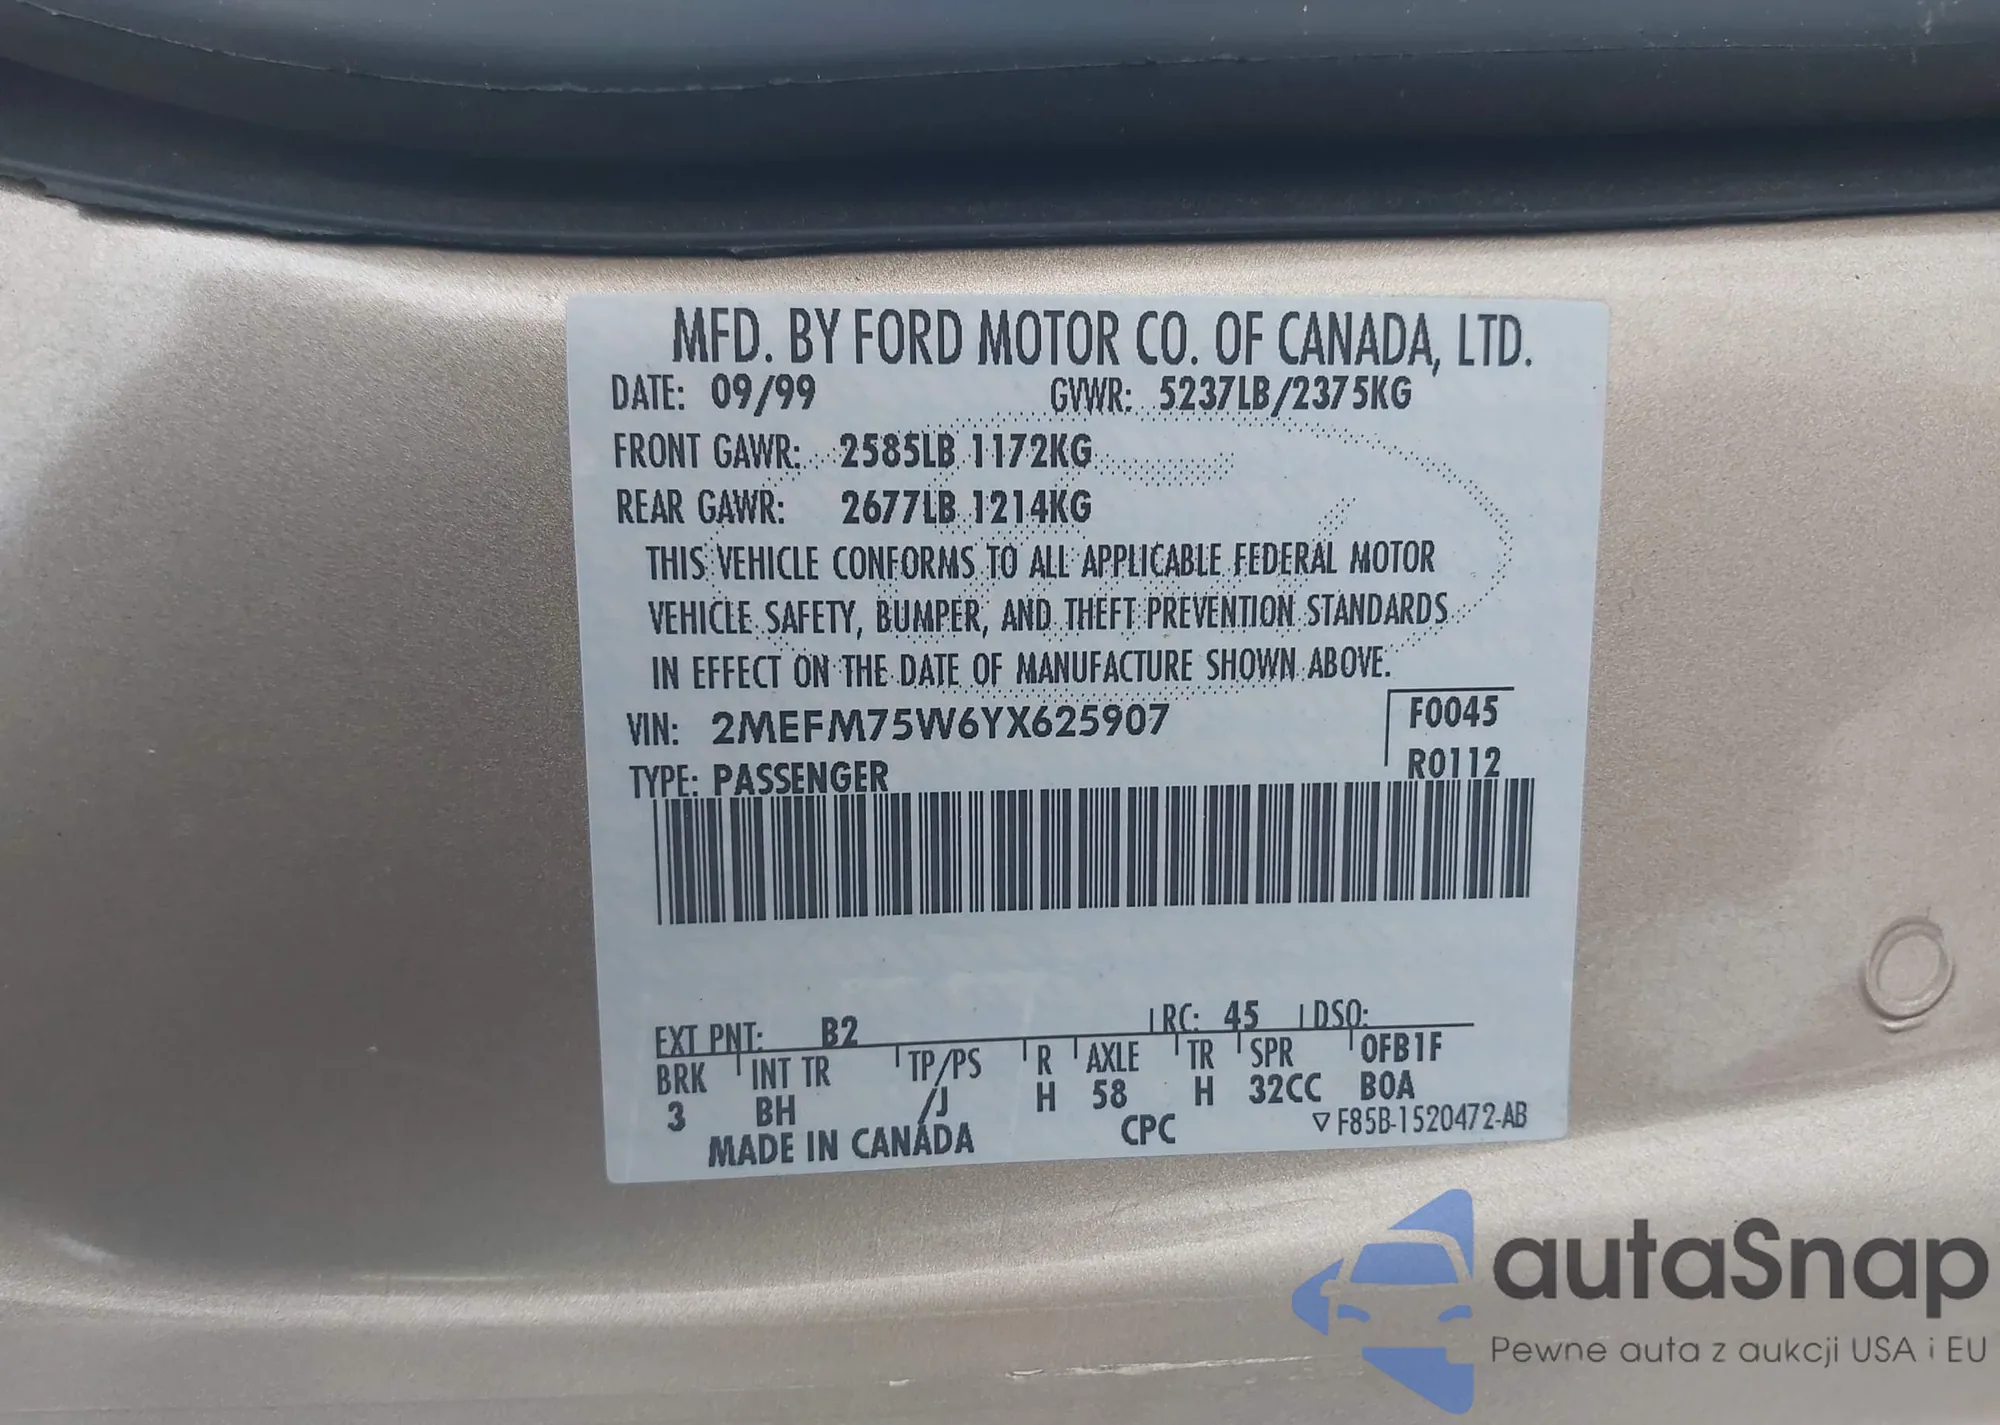 MFD. BY FORD MOTOR CO. OF CANADA, LTD.
DATE: 09/99 GVWR: 5237LB/2375KG
FRONT GAWR: 2585LB 1172KG
REAR GAWR: 2677LB 1214KG
THIS VEHICLE CONFORMS TO ALL APPLICABLE FEDERAL MOTOR
VEHICLE SAFETY, BUMPER, AND THEFT PREVENTION STANDARDS
IN EFFECT ON THE DATE OF MANUFACTURE SHOWN ABOVE.
VIN: 2MEFM75W6YX625907 F0045
TYPE: PASSENGER R0112
EXT PNT: B2 RC: 45 DSO:
BRK INT TR TP/PS R AXLE TR SPR 0FB1F
3 BH /J H 58 H 32CC B0A
MADE IN CANADA CPC ▽F85B-1520472-AB
autaSnap
Pewne auta z aukcji USA i EU